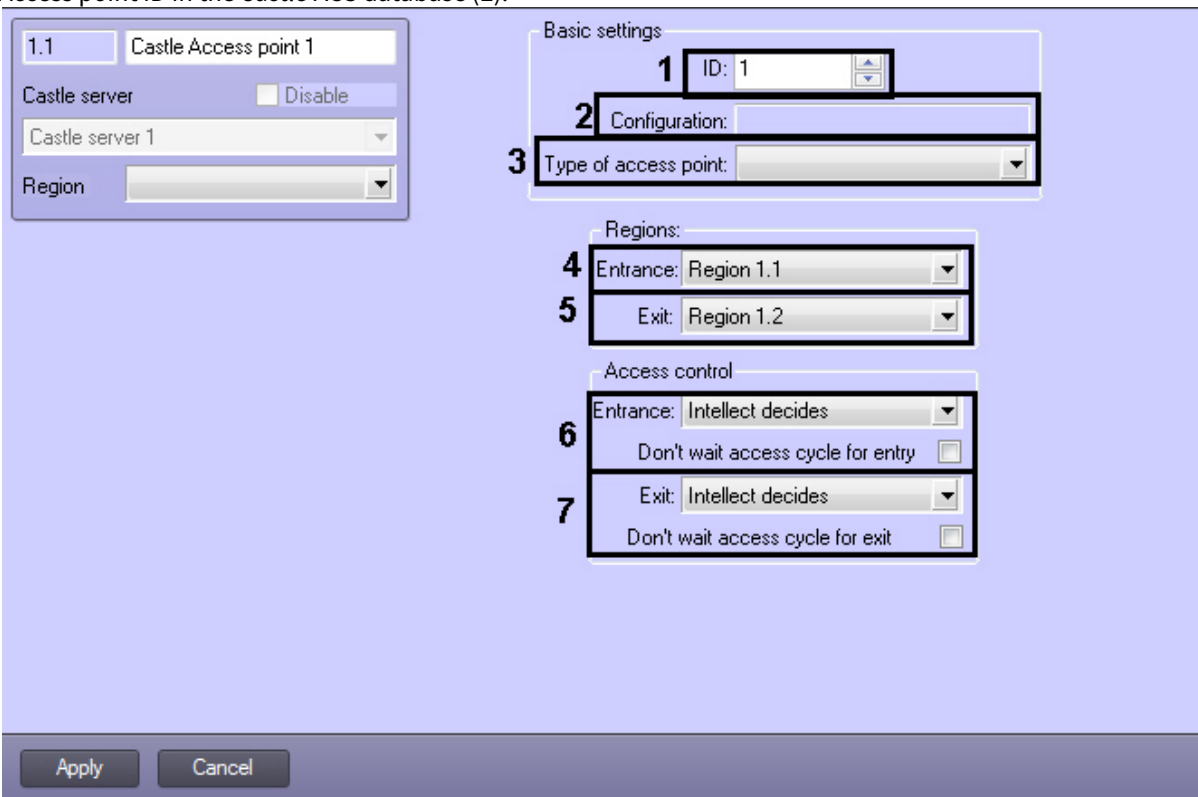 Access point ID in the Castle ACS database (1).
1.1 Castle Access point 1
Castle server Disable
Castle server 1
Region
Basic settings
1 ID: 1
2 Configuration:
3 Type of access point:
Regions:
4 Entrance: Region 1.1
5 Exit: Region 1.2
Access control
6 Entrance: Intellect decides
Don't wait access cycle for entry
7 Exit: Intellect decides
Don't wait access cycle for exit
Apply Cancel